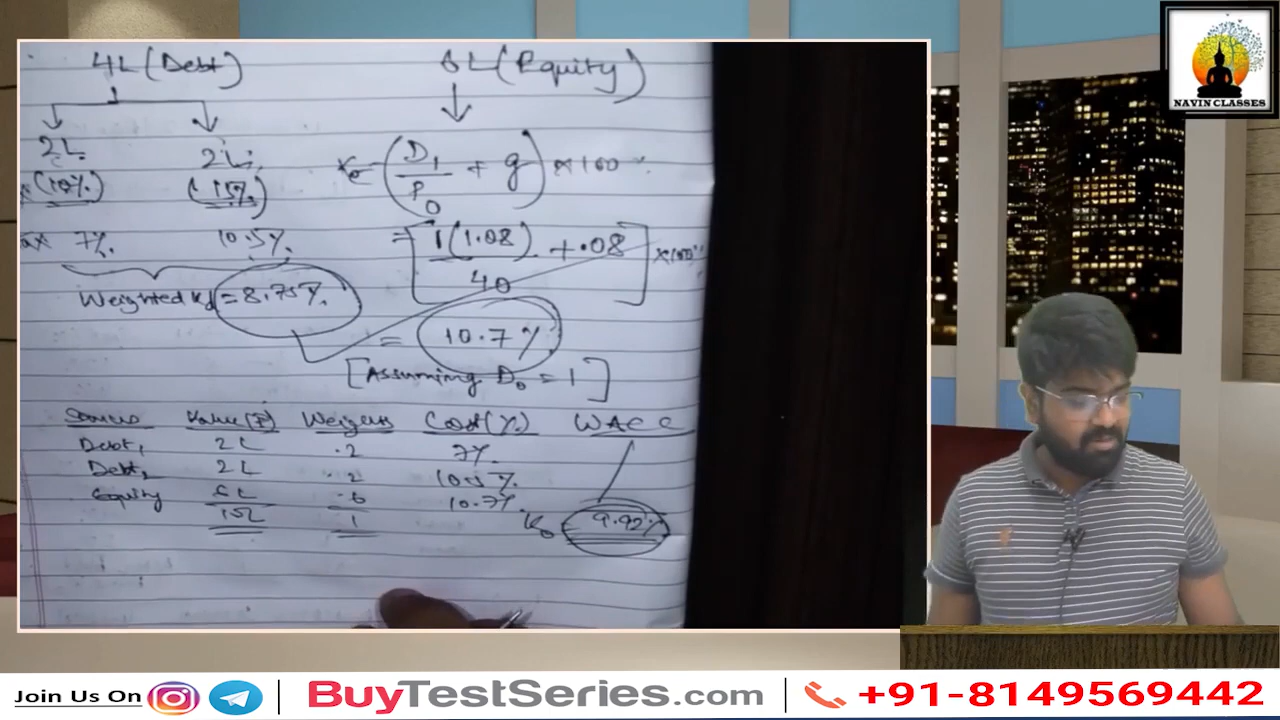 4L (Debt) 6L (Equity)
2L 2L
(10%) (15%)
Ke = (D1/P0 + g) × 100%
7% 10.5%
= [1(1.08)/40 + .08] × 100%
Weighted Kd = 8.75%
= 10.7%
[Assuming D0 = 1]
Source Value(₹) Weights Cost(%) WACC
Debt1 2L .2 7%
Debt2 2L .2 10.5%
Equity 6L .6 10.7%
10L 1 K0 9.92%
NAVIN CLASSES
Join Us On BuyTestSeries.com +91-8149569442